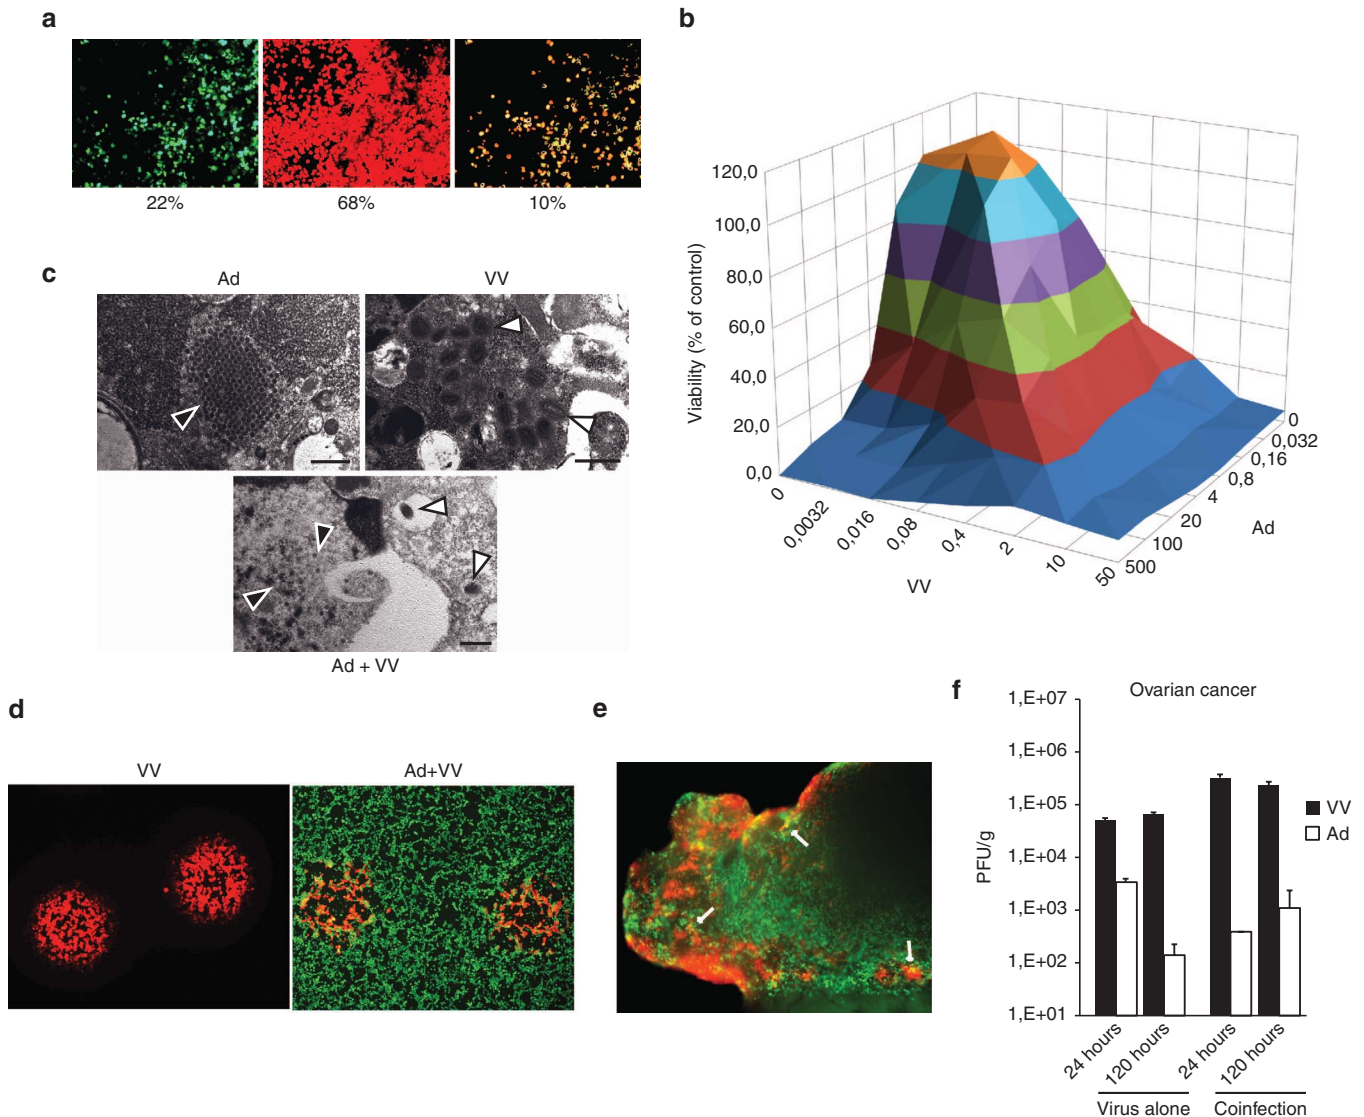 a
22%
68%
10%
b
120,0
100,0
80,0
60,0
40,0
20,0
0,0
Viability (% of control)
0
0,0032
0,016
0,08
0,4
2
10
50
VV
0
0,032
0,16
0,8
4
20
100
500
Ad
c
Ad
VV
Ad + VV
d
VV
Ad+VV
e
f
Ovarian cancer
1,E+07
1,E+06
1,E+05
1,E+04
1,E+03
1,E+02
1,E+01
PFU/g
VV
Ad
24 hours
120 hours
24 hours
120 hours
Virus alone
Coinfection